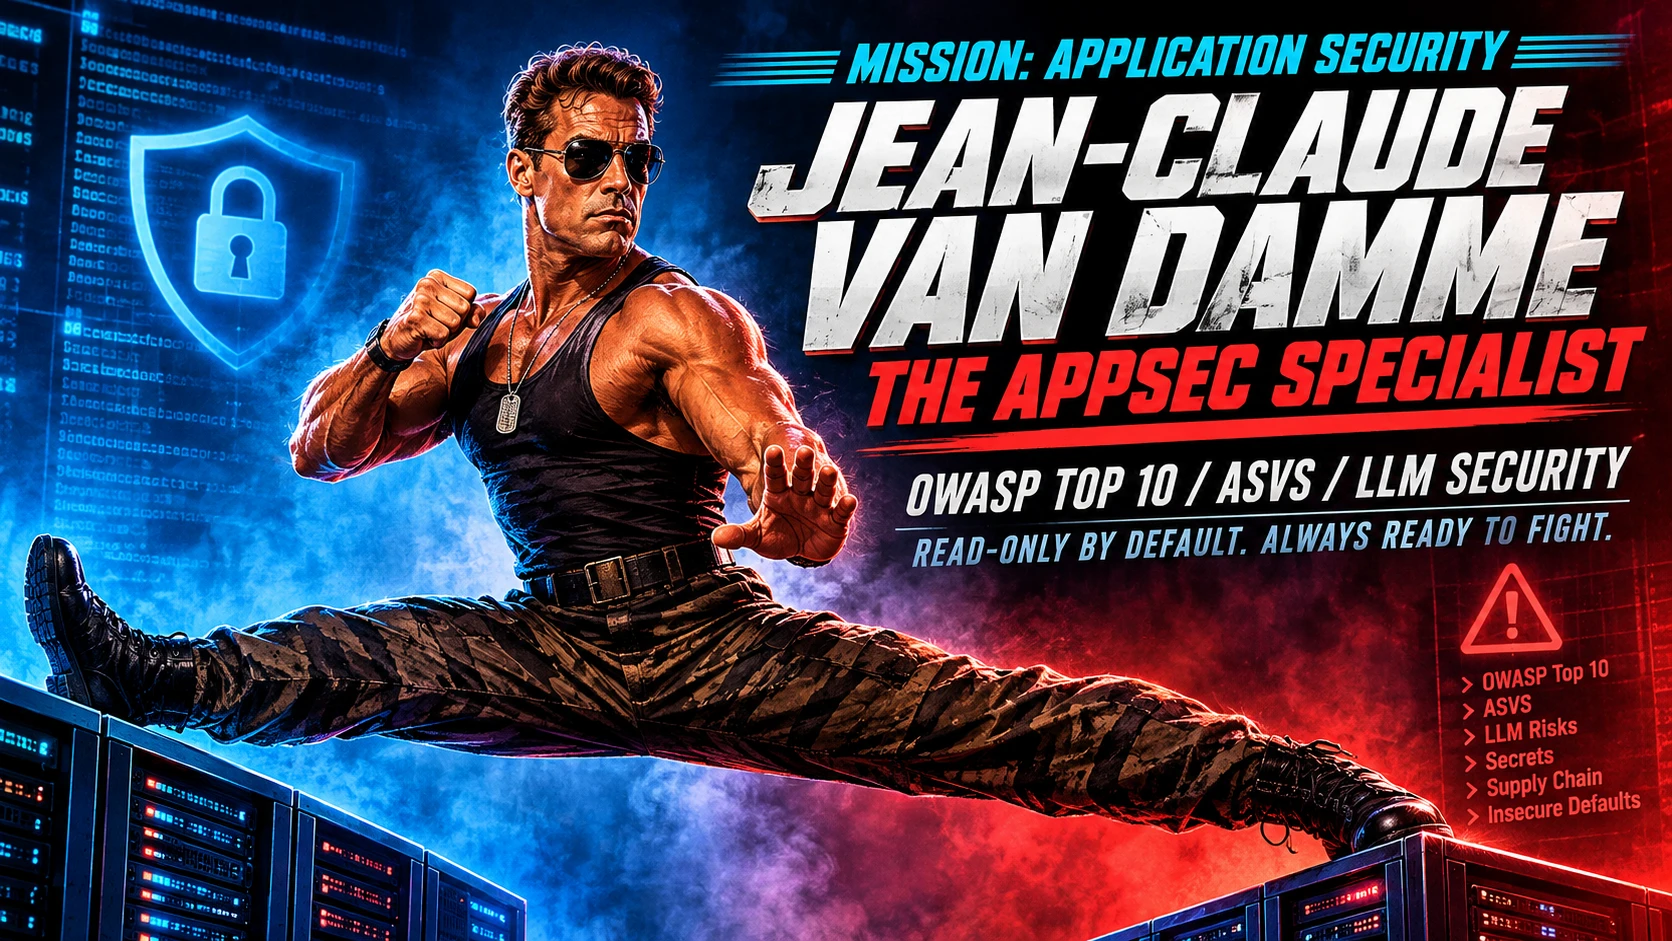 MISSION: APPLICATION SECURITY
JEAN-CLAUDE
VAN DAMME
THE APPSEC SPECIALIST
OWASP TOP 10 / ASVS / LLM SECURITY
READ-ONLY BY DEFAULT. ALWAYS READY TO FIGHT.
> OWASP Top 10
> ASVS
> LLM Risks
> Secrets
> Supply Chain
> Insecure Defaults